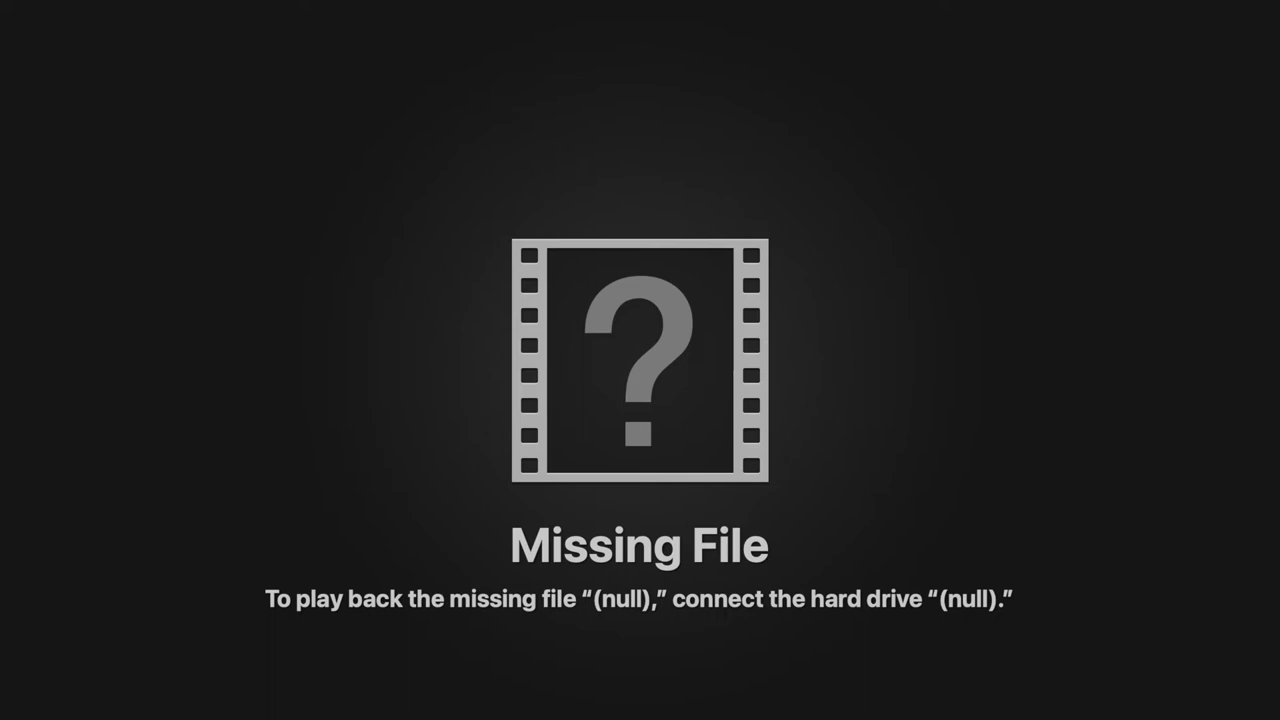 ?
Missing File
To play back the missing file “(null),” connect the hard drive “(null).”